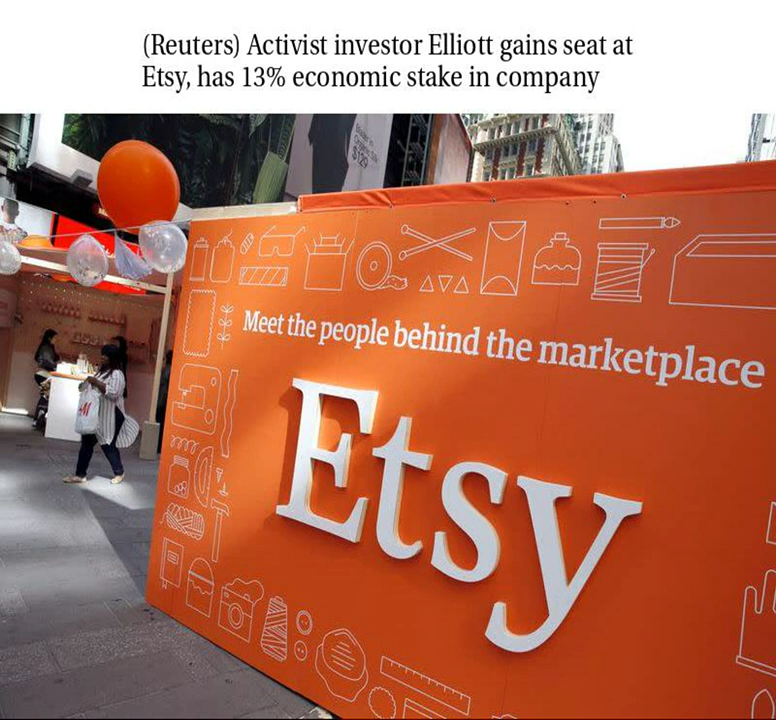 (Reuters) Activist investor Elliott gains seat at
Etsy, has 13% economic stake in company
$129
Meet the people behind the marketplace
Etsy
H&M